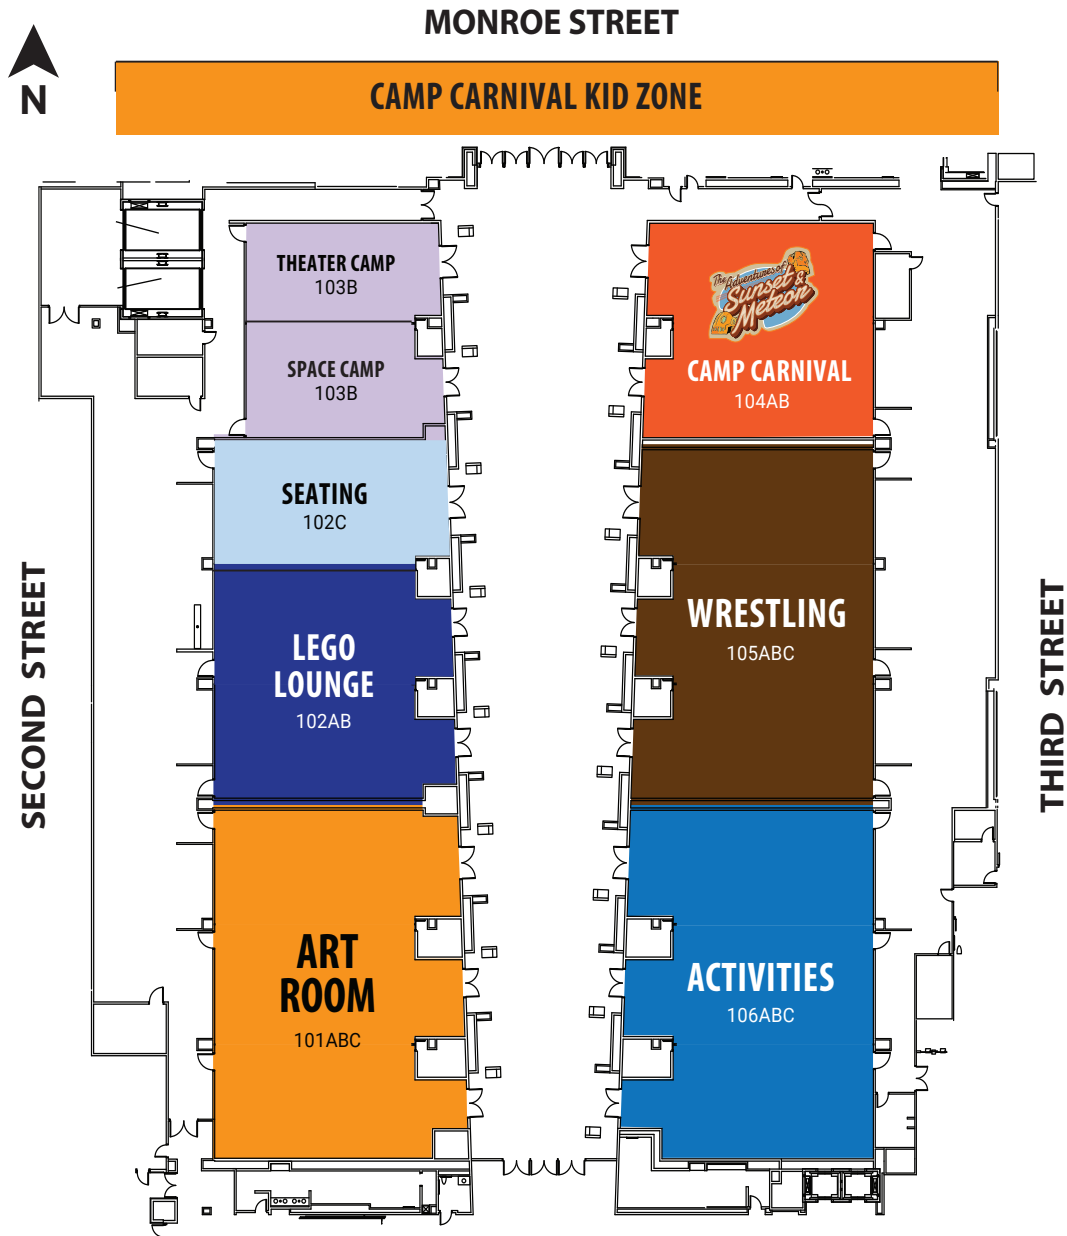 MONROE STREET
N
CAMP CARNIVAL KID ZONE
THEATER CAMP
103B
SPACE CAMP
103B
SEATING
102C
LEGO
LOUNGE
102AB
ART
ROOM
101ABC
The
Adventures of
Sunset &
Meteor
CAMP CARNIVAL
104AB
WRESTLING
105ABC
ACTIVITIES
106ABC
SECOND STREET
THIRD STREET